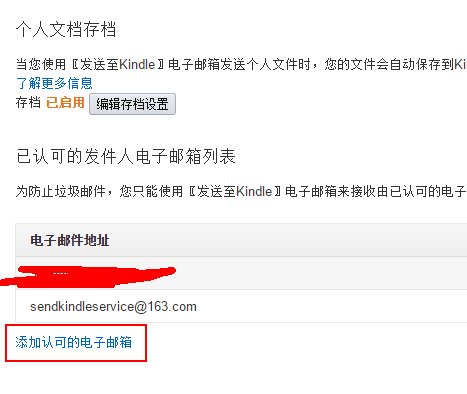 个人文档存档
当您使用〖发送至Kindle〗电子邮箱发送个人文件时，您的文件会自动保存到Ki
了解更多信息
存档 已启用 编辑存档设置
已认可的发件人电子邮箱列表
为防止垃圾邮件，您只能使用〖发送至Kindle〗电子邮箱来接收由已认可的电子
电子邮件地址
sendkindleservice@163.com
添加认可的电子邮箱